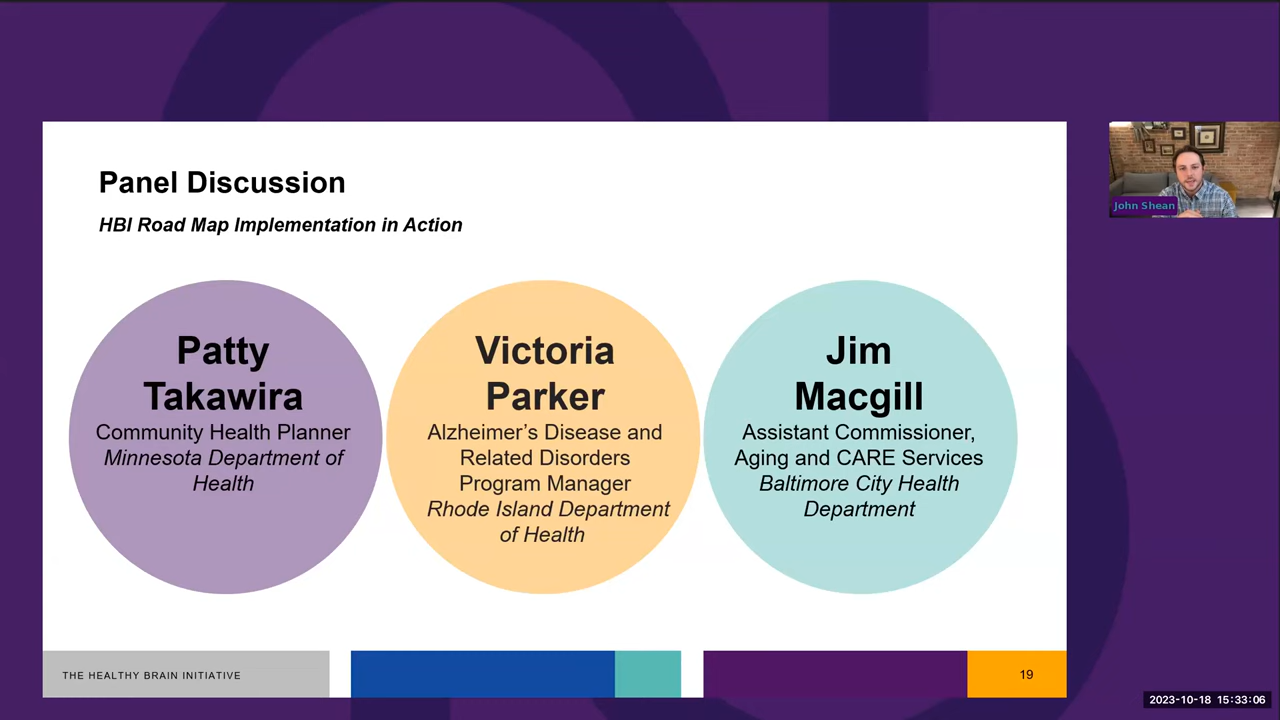 Panel Discussion
HBI Road Map Implementation in Action
Patty
Takawira
Community Health Planner
Minnesota Department of
Health
Victoria
Parker
Alzheimer’s Disease and
Related Disorders
Program Manager
Rhode Island Department
of Health
Jim
Macgill
Assistant Commissioner,
Aging and CARE Services
Baltimore City Health
Department
John Shean
THE HEALTHY BRAIN INITIATIVE
19
2023-10-18 15:33:06